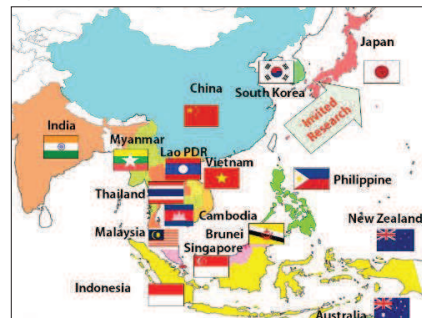 Japan
China
South Korea
Invited
Research
India
Myanmar
Lao PDR
Vietnam
Thailand
Philippine
Cambodia
New Zealand
Malaysia
Brunei
Singapore
Indonesia
Australia